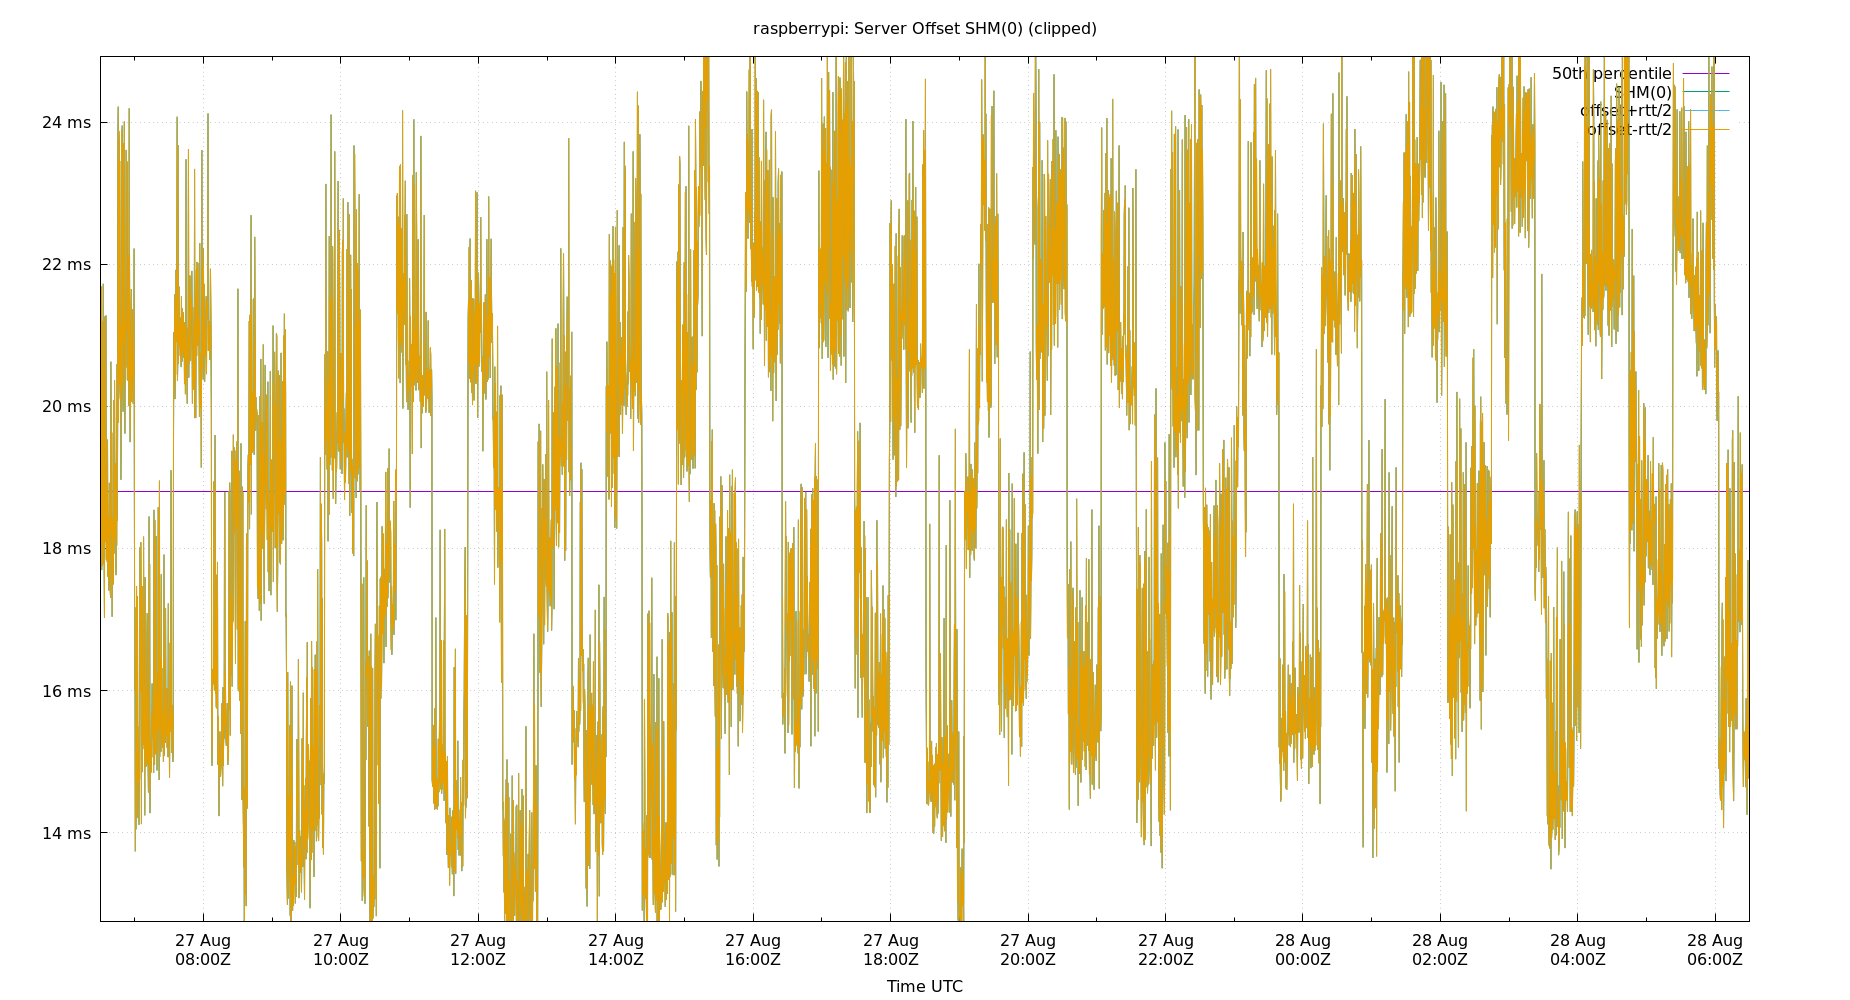 raspberrypi: Server Offset SHM(0) (clipped)
50th percentile
SHM(0)
offset+rtt/2
offset-rtt/2
24 ms
22 ms
20 ms
18 ms
16 ms
14 ms
27 Aug 27 Aug 27 Aug 27 Aug 27 Aug 27 Aug 27 Aug 27 Aug 28 Aug 28 Aug 28 Aug 28 Aug
08:00Z 10:00Z 12:00Z 14:00Z 16:00Z 18:00Z 20:00Z 22:00Z 00:00Z 02:00Z 04:00Z 06:00Z
Time UTC